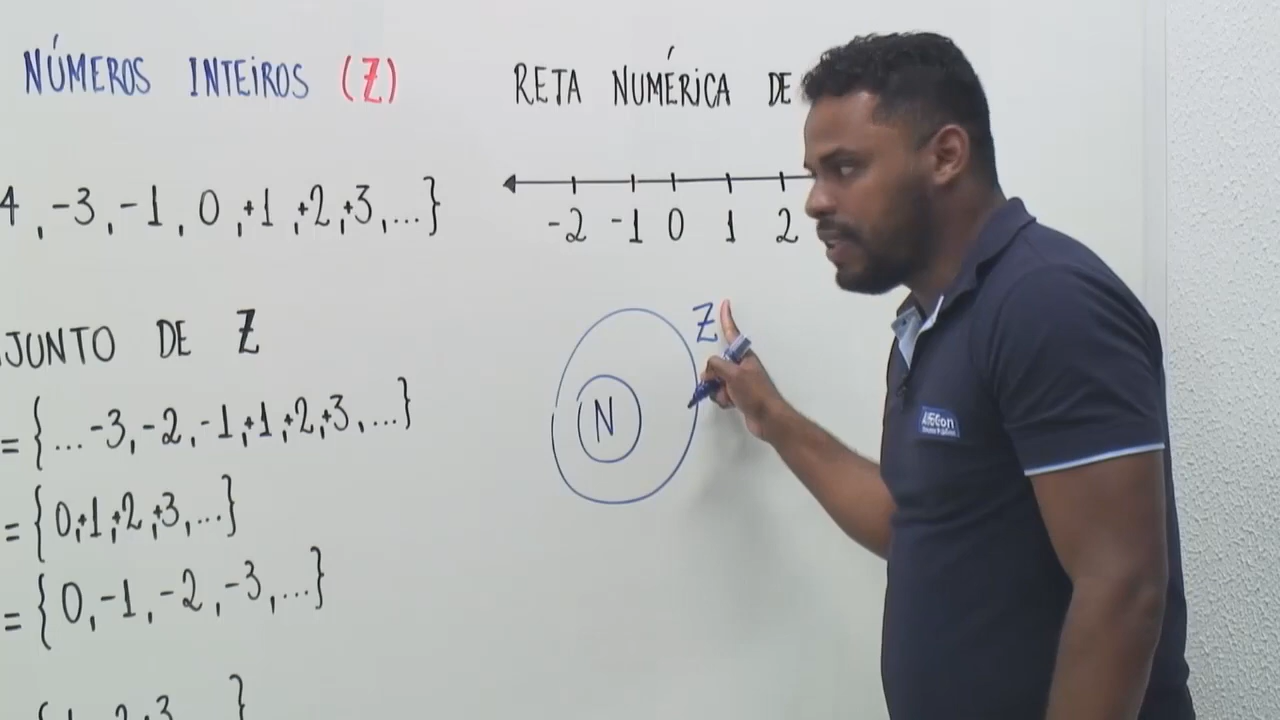 NÚMEROS INTEIROS (Z)
4, -3, -1, 0, +1, +2, +3, ...}
JUNTO DE Z
= {... -3, -2, -1, +1, +2, +3, ...}
= {0, +1, +2, +3, ...}
= {0, -1, -2, -3, ...}
RETA NUMÉRICA DE
-2 -1 0 1 2
Z
N